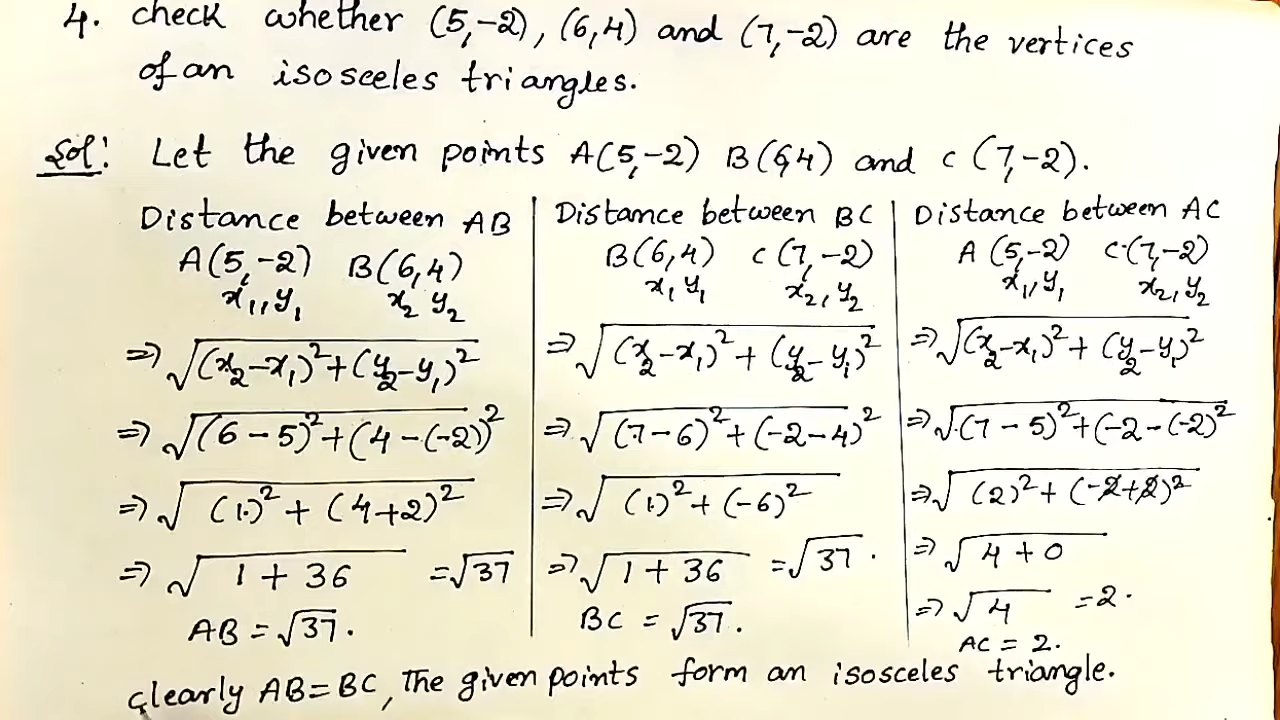 4. check whether (5,-2), (6,4) and (7,-2) are the vertices
of an isosceles triangles.
Sol: Let the given points A(5,-2) B(6,4) and C (7,-2).
Distance between AB
A(5,-2) B(6,4)
x₁,y₁ x₂ y₂
⇒ √(x₂-x₁)²+(y₂-y₁)²
⇒ √(6-5)²+(4-(-2))²
⇒ √(1)²+(4+2)²
⇒ √1+36 =√37
AB = √37.
Distance between BC
B(6,4) C (7,-2)
x₁ y₁ x₂, y₂
⇒ √(x₂-x₁)²+(y₂-y₁)²
⇒ √(7-6)²+(-2-4)²
⇒ √(1)²+(-6)²
⇒ √1+36 =√37.
BC = √37.
Distance between AC
A (5,-2) C(7,-2)
x₁,y₁ x₂,y₂
⇒ √(x₂-x₁)²+(y₂-y₁)²
⇒ √(7-5)²+(-2-(-2)²
⇒ √(2)²+(-2+2)²
⇒ √4+0
⇒ √4 =2.
AC = 2.
Clearly AB=BC, The given points form an isosceles triangle.